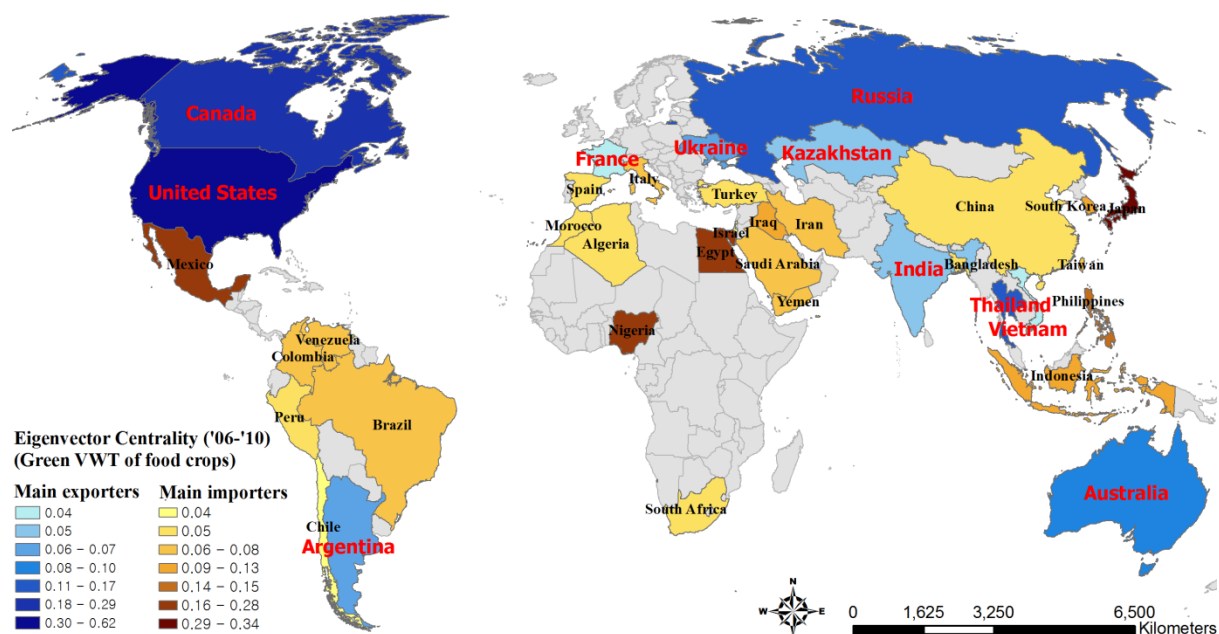 Canada
Russia
Ukraine
Kazakhstan
France
United States
Italy
Spain
Turkey
China
South Korea
Japan
Morocco
Algeria
Israel
Iraq
Iran
Egypt
Mexico
Saudi Arabia
India
Bangladesh
Taiwan
Yemen
Thailand
Philippines
Vietnam
Nigeria
Venezuela
Colombia
Indonesia
Peru
Brazil
Eigenvector Centrality ('06-'10)
(Green VWT of food crops)
Main exporters Main importers
0.04 0.04
0.05 0.05
0.06 – 0.07 0.06 – 0.08
0.08 – 0.10 0.09 – 0.13
0.11 – 0.17 0.14 – 0.15
0.18 – 0.29 0.16 – 0.28
0.30 – 0.62 0.29 – 0.34
Chile
Argentina
South Africa
Australia
N
W E
S
0 1,625 3,250 6,500
Kilometers